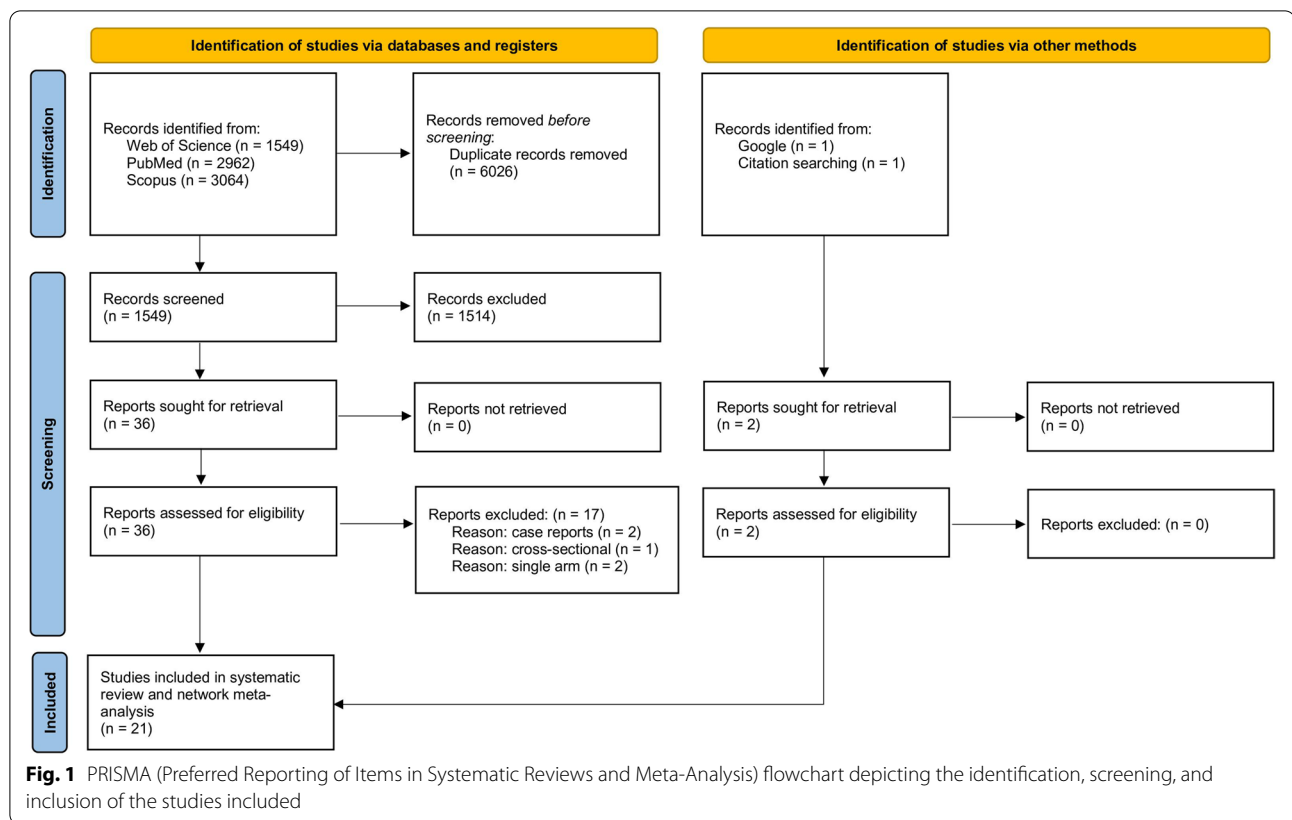 Identification of studies via databases and registers
Identification of studies via other methods
Identification
Records identified from:
Web of Science (n = 1549)
PubMed (n = 2962)
Scopus (n = 3064)
Records removed before
screening:
Duplicate records removed
(n = 6026)
Records identified from:
Google (n = 1)
Citation searching (n = 1)
Screening
Records screened
(n = 1549)
Records excluded
(n = 1514)
Reports sought for retrieval
(n = 36)
Reports not retrieved
(n = 0)
Reports sought for retrieval
(n = 2)
Reports not retrieved
(n = 0)
Reports assessed for eligibility
(n = 36)
Reports excluded: (n = 17)
Reason: case reports (n = 2)
Reason: cross-sectional (n = 1)
Reason: single arm (n = 2)
Reports assessed for eligibility
(n = 2)
Reports excluded: (n = 0)
Included
Studies included in systematic
review and network meta-
analysis
(n = 21)
Fig. 1 PRISMA (Preferred Reporting of Items in Systematic Reviews and Meta-Analysis) flowchart depicting the identification, screening, and
inclusion of the studies included